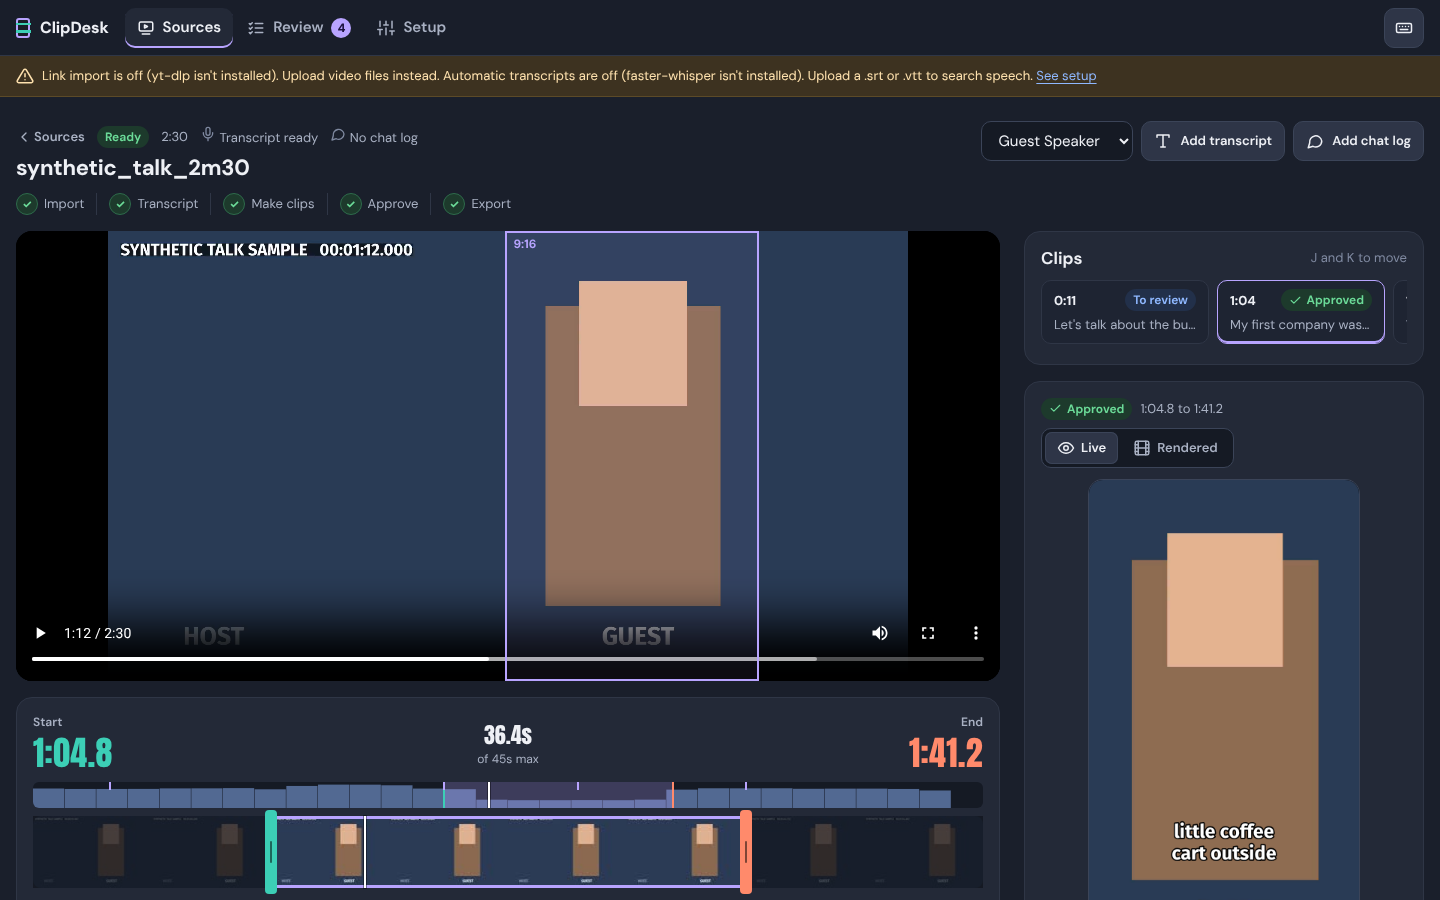 ClipDesk
Sources
Review 4
Setup
Link import is off (yt-dlp isn't installed). Upload video files instead. Automatic transcripts are off (faster-whisper isn't installed). Upload a .srt or .vtt to search speech. See setup
Sources Ready 2:30 Transcript ready No chat log
synthetic_talk_2m30
Guest Speaker
Add transcript
Add chat log
Import
Transcript
Make clips
Approve
Export
SYNTHETIC TALK SAMPLE 00:01:12.000
9:16
HOST
GUEST
1:12 / 2:30
Start
1:04.8
36.4s
of 45s max
End
1:41.2
Clips
J and K to move
0:11 To review
Let's talk about the bu...
1:04 Approved
My first company was...
Approved 1:04.8 to 1:41.2
Live
Rendered
little coffee
cart outside